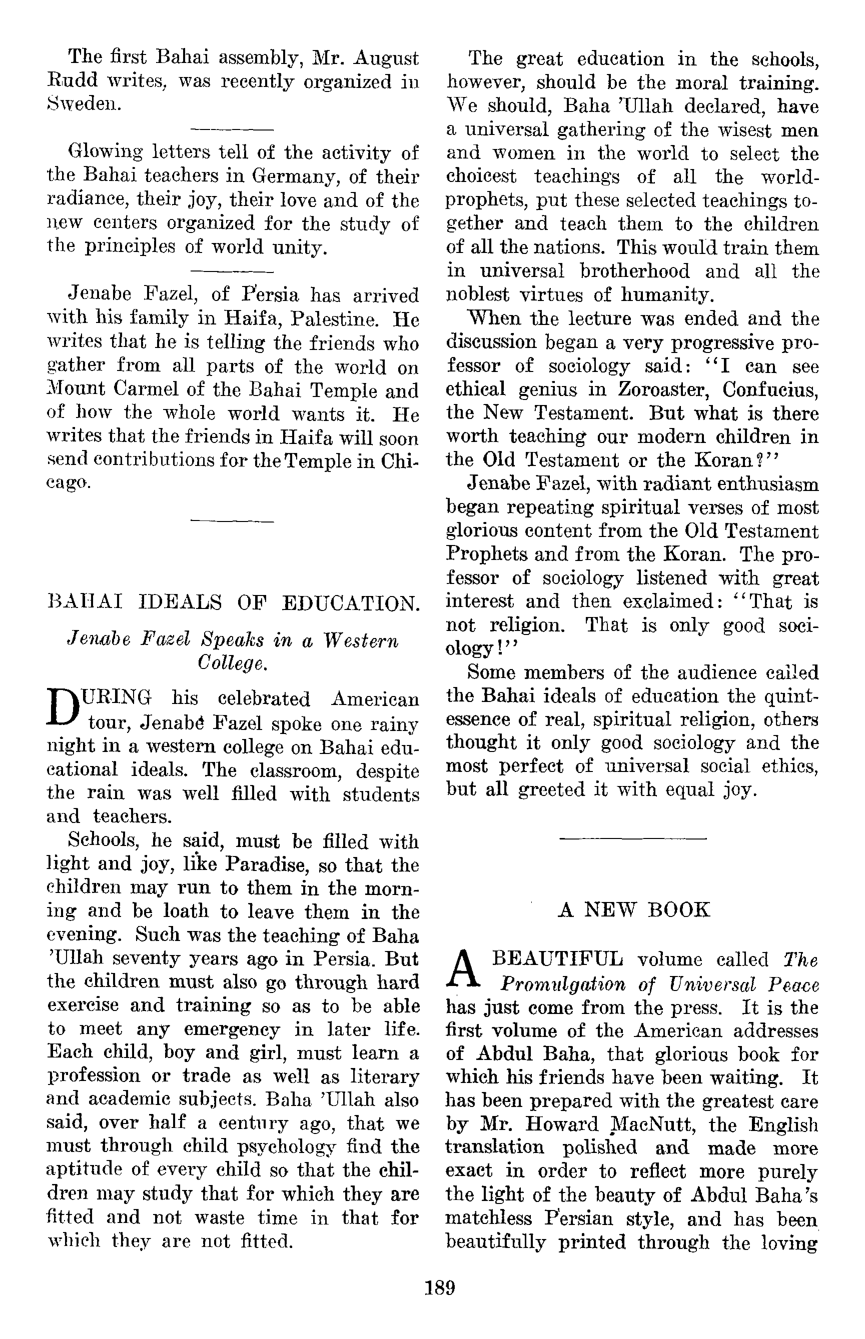 The first Bahai assembly, Mr. August
Rudd writes, was recently organized in
Sweden.
Glowing letters tell of the activity of
the Bahai teachers in Germany, of their
radiance, their joy, their love and of the
new centers organized for the study of
the principles of world unity.
Jenabe Fazel, of Persia has arrived
with his family in Haifa, Palestine. He
writes that he is telling the friends who
gather from all parts of the world on
Mount Carmel of the Bahai Temple and
of how the whole world wants it. He
writes that the friends in Haifa will soon
send contributions for the Temple in Chi-
cago.
BAHAI IDEALS OF EDUCATION.
Jenabe Fazel Speaks in a Western
College.
DURING his celebrated American
tour, Jenabé Fazel spoke one rainy
night in a western college on Bahai edu-
cational ideals. The classroom, despite
the rain was well filled with students
and teachers.
Schools, he said, must be filled with
light and joy, like Paradise, so that the
children may run to them in the morn-
ing and be loath to leave them in the
evening. Such was the teaching of Baha
'Ullah seventy years ago in Persia. But
the children must also go through hard
exercise and training so as to be able
to meet any emergency in later life.
Each child, boy and girl, must learn a
profession or trade as well as literary
and academic subjects. Baha 'Ullah also
said, over half a century ago, that we
must through child psychology find the
aptitude of every child so that the chil-
dren may study that for which they are
fitted and not waste time in that for
which they are not fitted.
The great education in the schools,
however, should be the moral training.
We should, Baha 'Ullah declared, have
a universal gathering of the wisest men
and women in the world to select the
choicest teachings of all the world-
prophets, put these selected teachings to-
gether and teach them to the children
of all the nations. This would train them
in universal brotherhood and all the
noblest virtues of humanity.
When the lecture was ended and the
discussion began a very progressive pro-
fessor of sociology said: "I can see
ethical genius in Zoroaster, Confucius,
the New Testament. But what is there
worth teaching our modern children in
the Old Testament or the Koran?"
Jenabe Fazel, with radiant enthusiasm
began repeating spiritual verses of most
glorious content from the Old Testament
Prophets and from the Koran. The pro-
fessor of sociology listened with great
interest and then exclaimed: "That is
not religion. That is only good soci-
ology!"
Some members of the audience called
the Bahai ideals of education the quint-
essence of real, spiritual religion, others
thought it only good sociology and the
most perfect of universal social ethics,
but all greeted it with equal joy.
A NEW BOOK
A BEAUTIFUL volume called The
Promulgation of Universal Peace
has just come from the press. It is the
first volume of the American addresses
of Abdul Baha, that glorious book for
which his friends have been waiting. It
has been prepared with the greatest care
by Mr. Howard MacNutt, the English
translation polished and made more
exact in order to reflect more purely
the light of the beauty of Abdul Baha's
matchless Persian style, and has been
beautifully printed through the loving
189